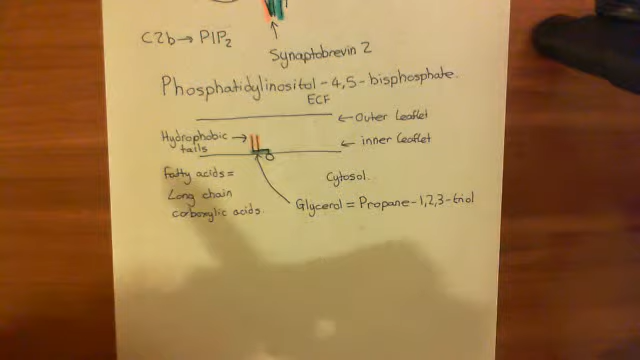 C2b → PIP2
Synaptobrevin 2
Phosphatidylinositol-4,5-bisphosphate.
ECF
← Outer leaflet
Hydrophobic →
tails
← inner leaflet
Fatty acids =
Long chain
carboxylic acids.
Cytosol.
Glycerol = Propane-1,2,3-triol